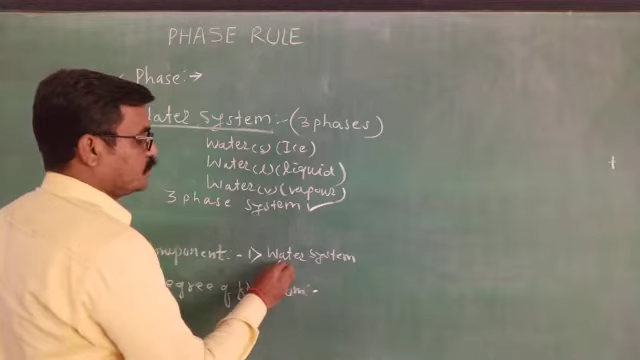 PHASE RULE
Phase:→
Water System:- (3 phases)
Water(s) (Ice)
Water(l) (liquid)
Water(v) (vapour)
3 phase system ✓
component:- 1> Water system